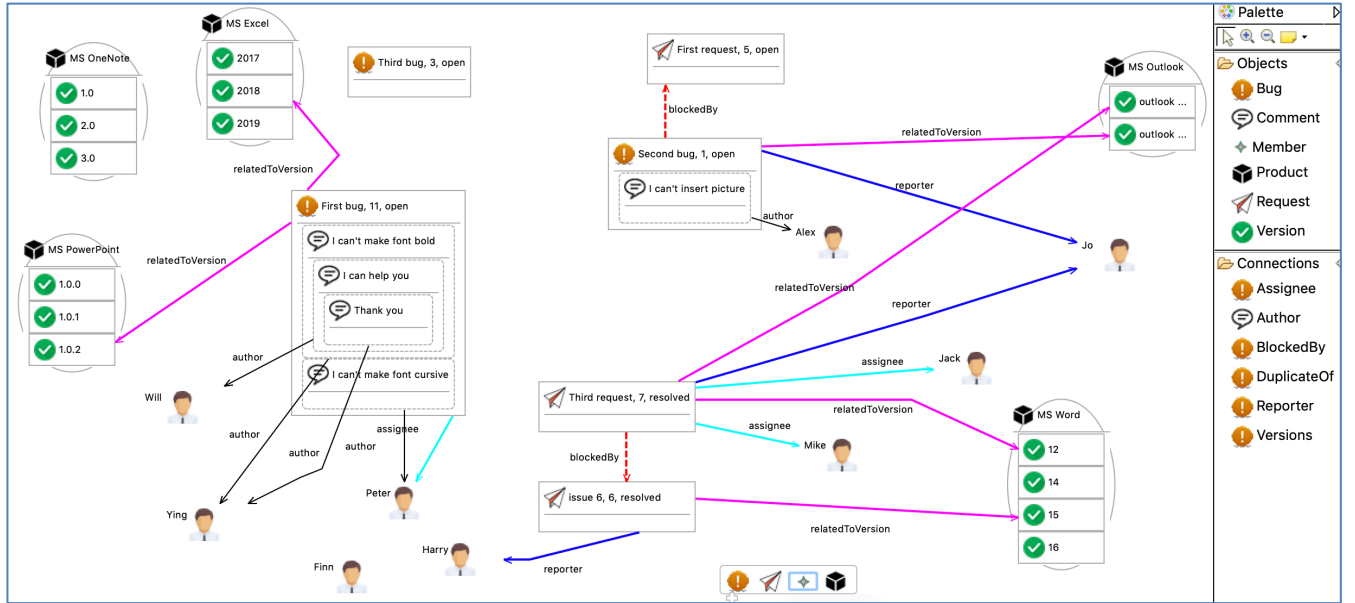 MS OneNote
1.0
2.0
3.0
MS Excel
2017
2018
2019
Third bug, 3, open
First request, 5, open
blockedBy
Second bug, 1, open
I can't insert picture
author
Alex
relatedToVersion
reporter
MS Outlook
outlook ...
outlook ...
Jo
relatedToVersion
First bug, 11, open
I can't make font bold
I can help you
Thank you
I can't make font cursive
MS PowerPoint
1.0.0
1.0.1
1.0.2
relatedToVersion
author
Will
author
author
author
assignee
Ying
Peter
Finn
Harry
relatedToVersion
reporter
assignee
Jack
Third request, 7, resolved
relatedToVersion
assignee
Mike
blockedBy
issue 6, 6, resolved
relatedToVersion
reporter
MS Word
12
14
15
16
Palette
Objects
Bug
Comment
Member
Product
Request
Version
Connections
Assignee
Author
BlockedBy
DuplicateOf
Reporter
Versions